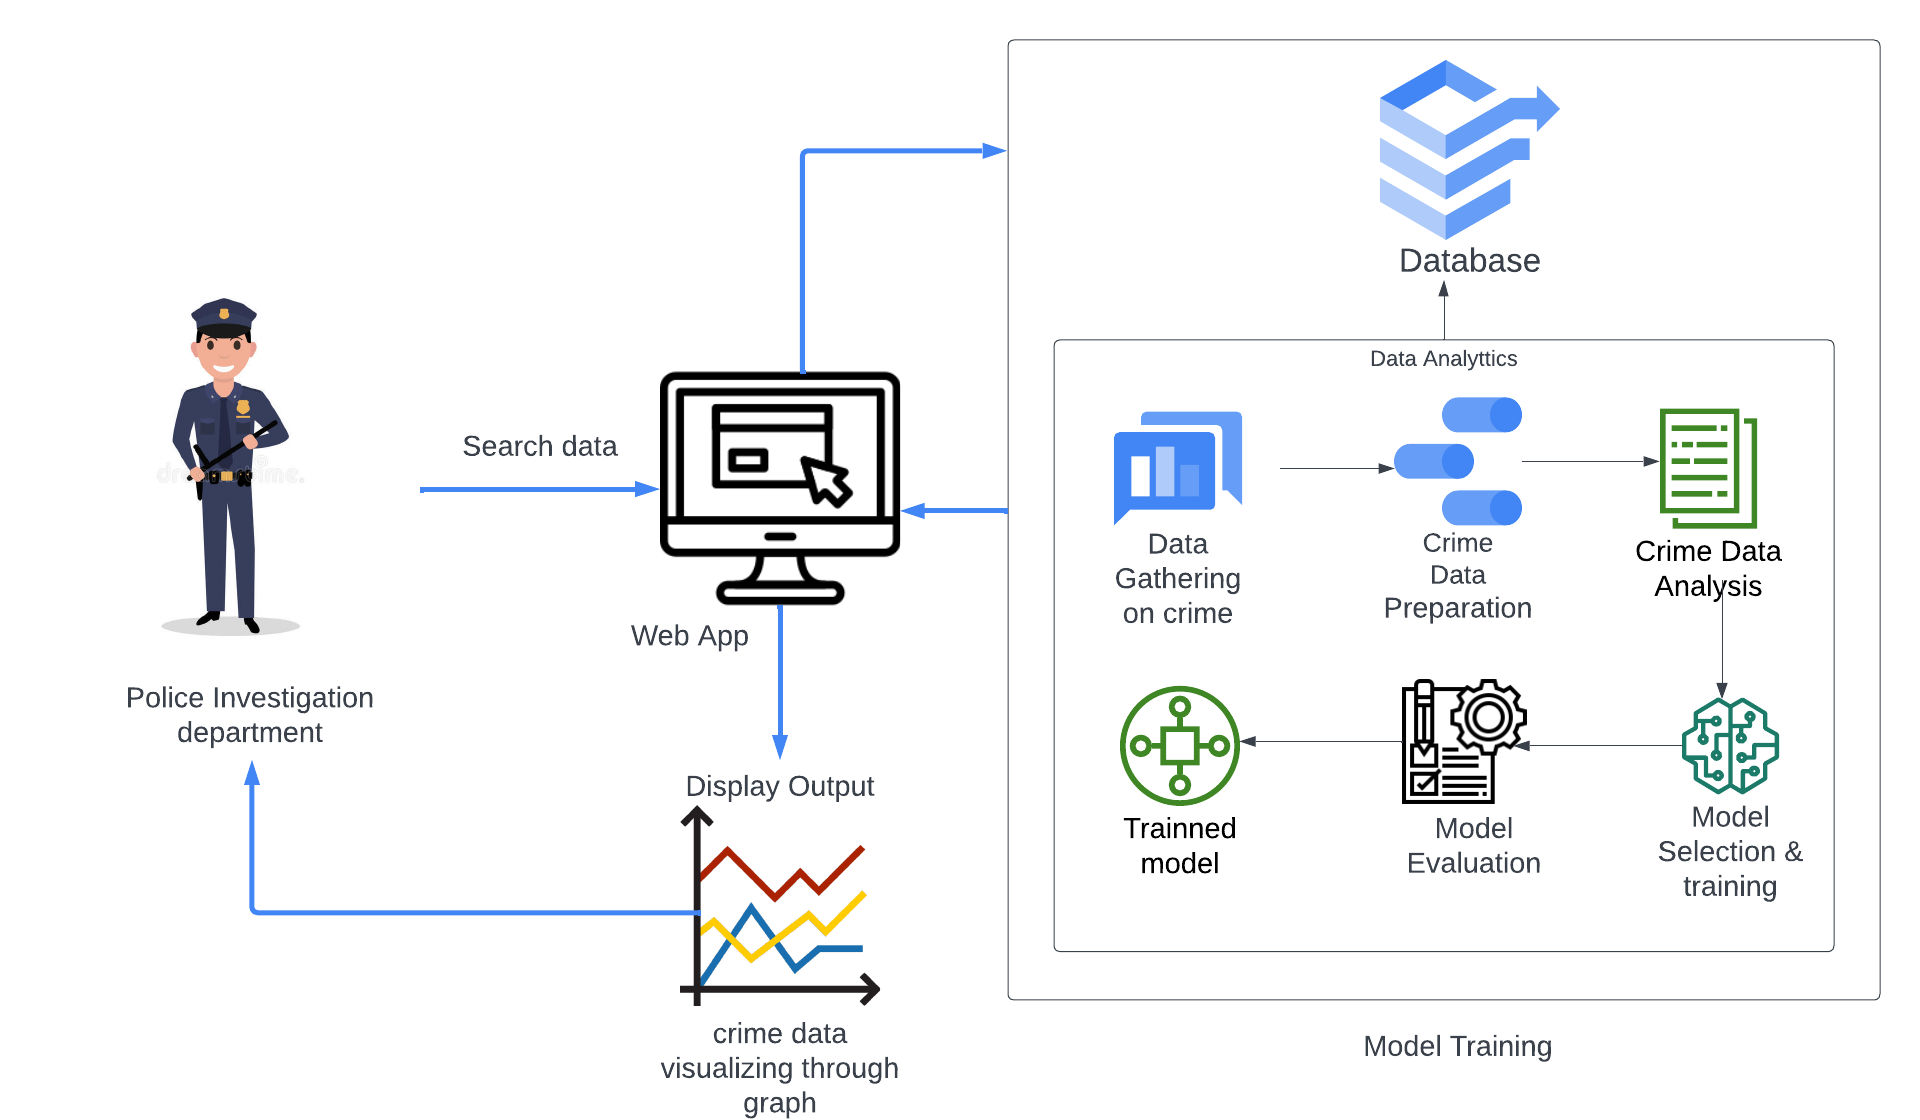 Database
Data Analyttics
Search data
Data
Gathering
on crime
Crime
Data
Preparation
Crime Data
Analysis
Web App
Police Investigation
department
Display Output
Trainned
model
Model
Evaluation
Model
Selection &
training
crime data
visualizing through
graph
Model Training